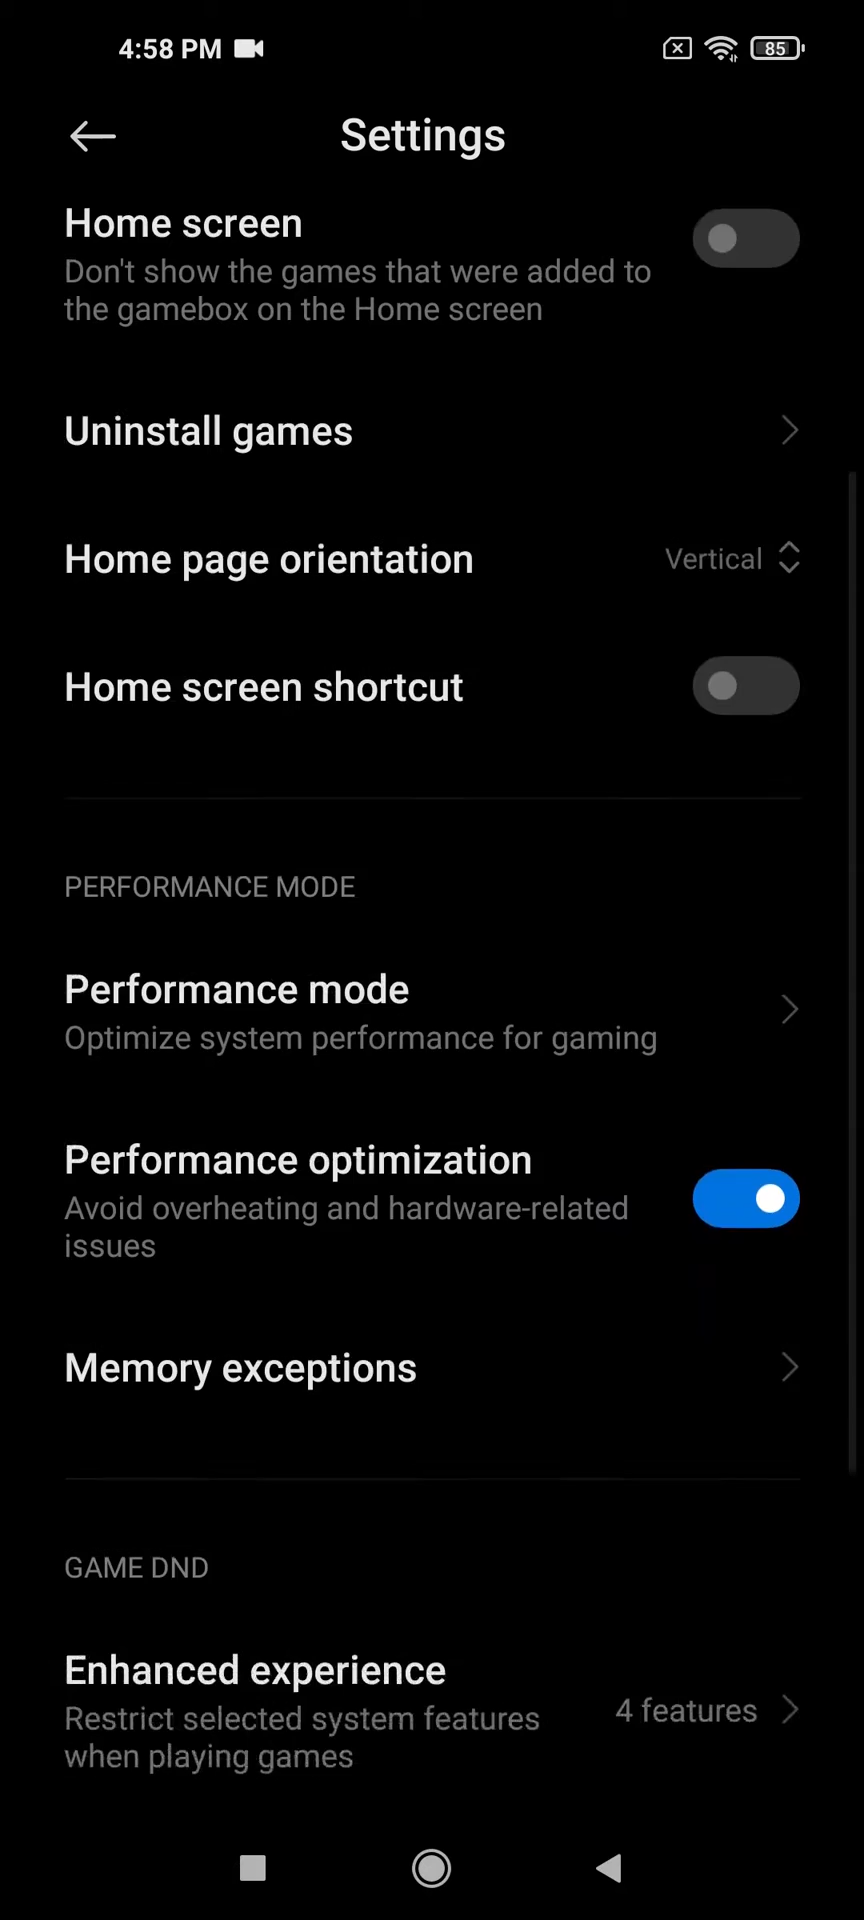 4:58 PM
85
Settings
Home screen
Don't show the games that were added to
the gamebox on the Home screen
Uninstall games
Home page orientation
Vertical
Home screen shortcut
PERFORMANCE MODE
Performance mode
Optimize system performance for gaming
Performance optimization
Avoid overheating and hardware-related
issues
Memory exceptions
GAME DND
Enhanced experience
Restrict selected system features
when playing games
4 features